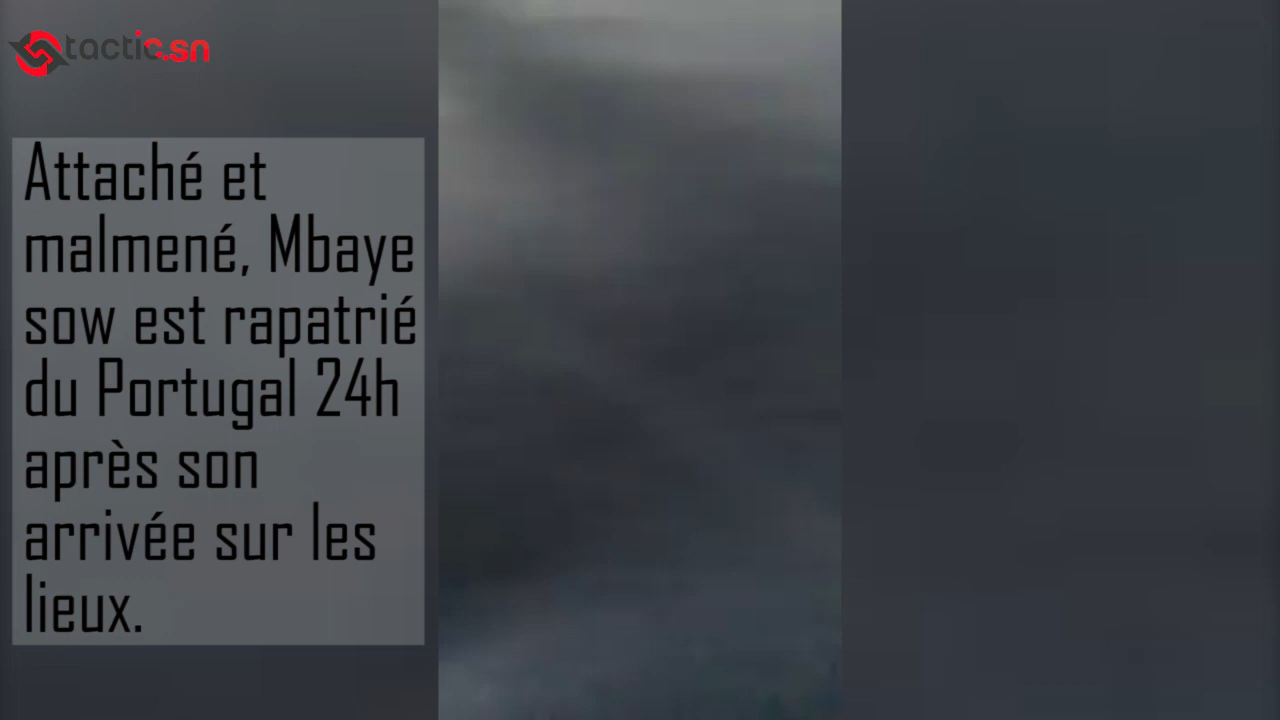 tactic.sn
Attaché et
malmené, Mbaye
sow est rapatrié
du Portugal 24h
après son
arrivée sur les
lieux.